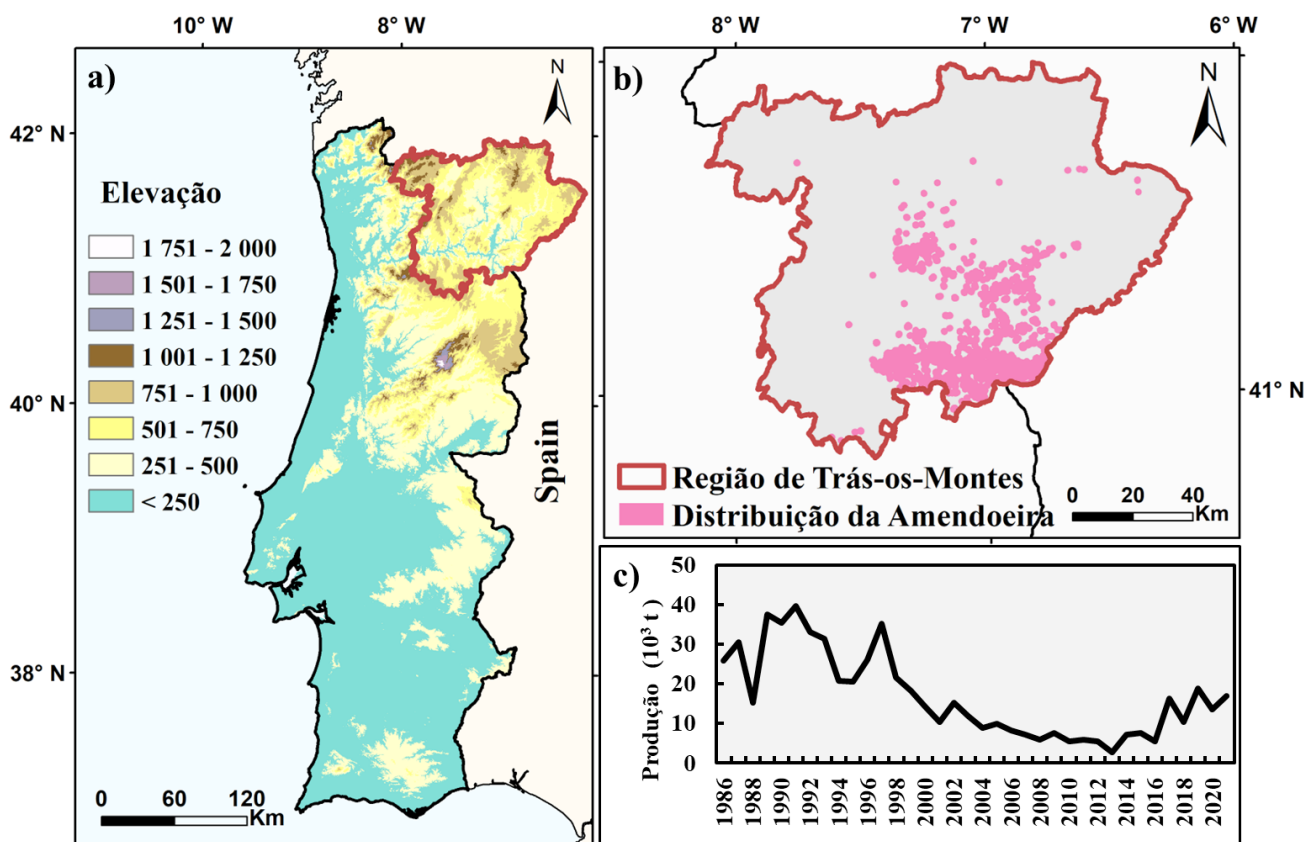 10° W 8° W
a)
N
42° N
40° N
38° N
Elevação
1 751 - 2 000
1 501 - 1 750
1 251 - 1 500
1 001 - 1 250
751 - 1 000
501 - 750
251 - 500
< 250
Spain
0 60 120
Km
8° W 7° W 6° W
b)
N
41° N
Região de Trás-os-Montes
Distribuição da Amendoeira
0 20 40
Km
c)
Produção (10³ t)
50
40
30
20
10
0
1986 1988 1990 1992 1994 1996 1998 2000 2002 2004 2006 2008 2010 2012 2014 2016 2018 2020